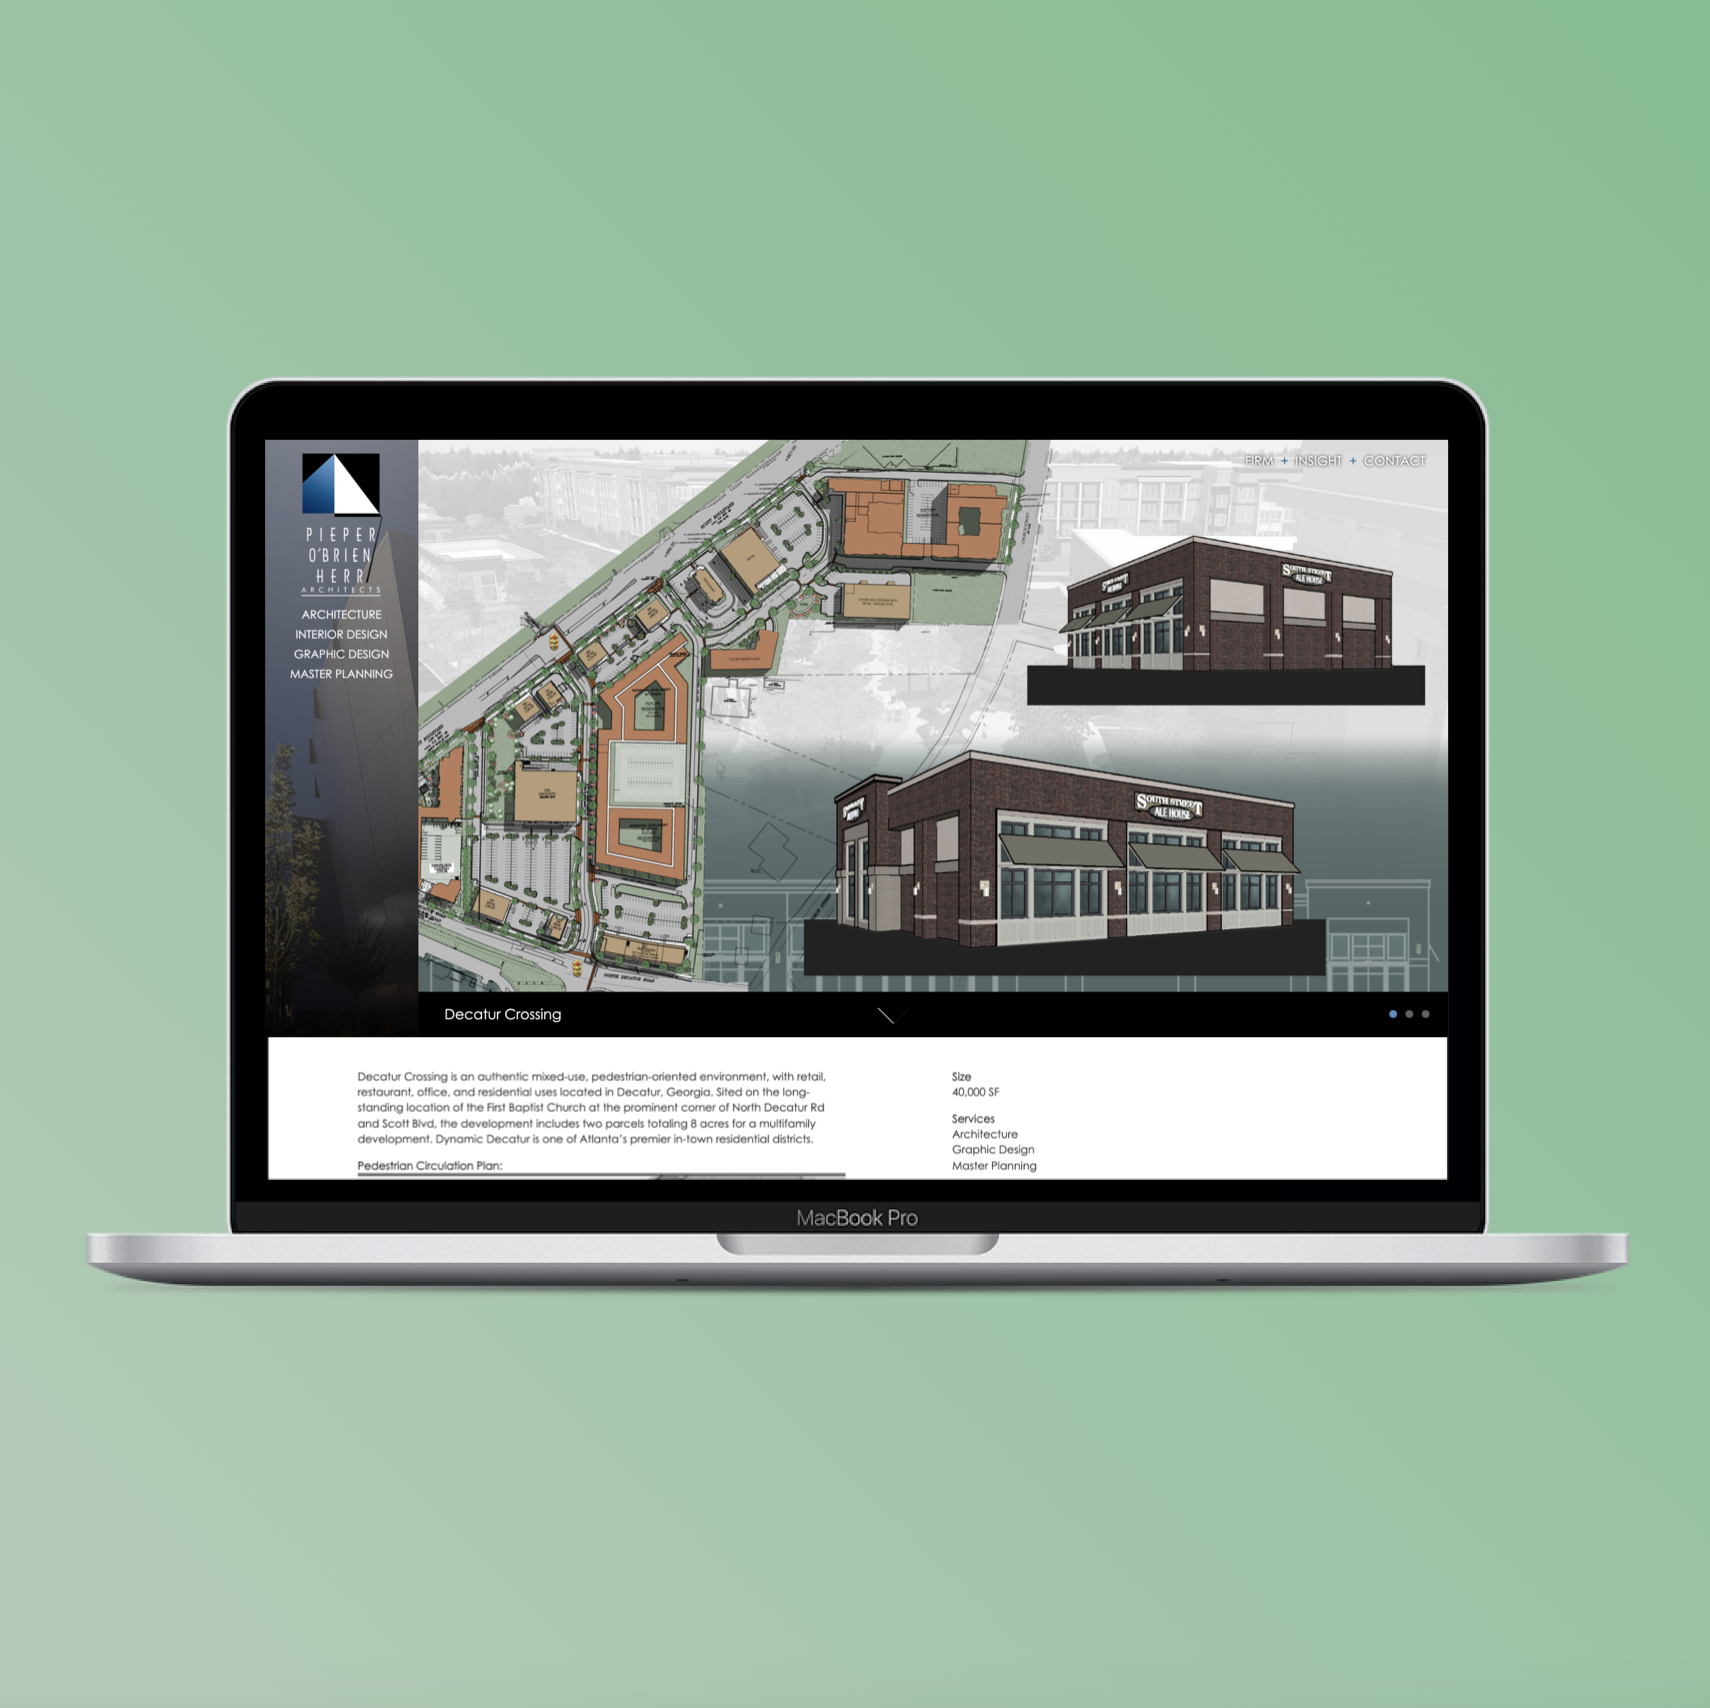 PIEPER
O'BRIEN
HERR
ARCHITECTS
ARCHITECTURE
INTERIOR DESIGN
GRAPHIC DESIGN
MASTER PLANNING
FIRM + INSIGHT + CONTACT
SCOTT BOULEVARD
SOUTH STREET
ALE HOUSE
SOUTH STREET
ALE HOUSE
NORTH DECATUR ROAD
Decatur Crossing
Decatur Crossing is an authentic mixed-use, pedestrian-oriented environment, with retail,
restaurant, office, and residential uses located in Decatur, Georgia. Sited on the long-
standing location of the First Baptist Church at the prominent corner of North Decatur Rd
and Scott Blvd, the development includes two parcels totaling 8 acres for a multifamily
development. Dynamic Decatur is one of Atlanta's premier in-town residential districts.
Pedestrian Circulation Plan:
Size
40,000 SF
Services
Architecture
Graphic Design
Master Planning
MacBook Pro